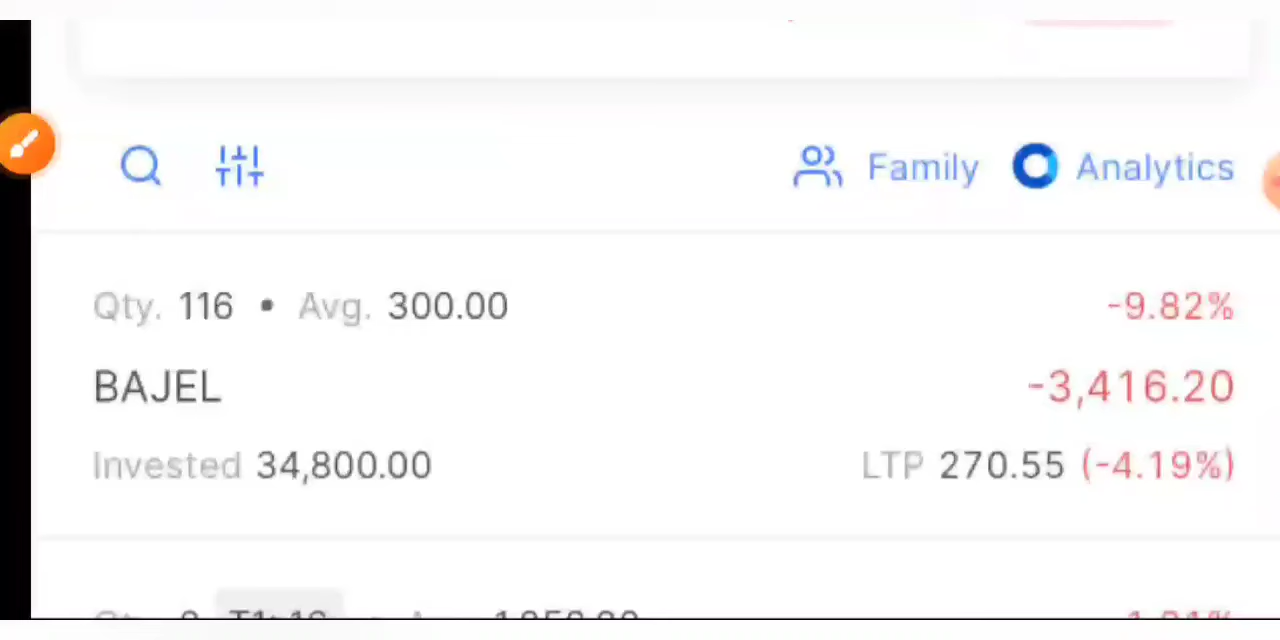 Family Analytics
Qty. 116 • Avg. 300.00 -9.82%
BAJEL -3,416.20
Invested 34,800.00 LTP 270.55 (-4.19%)